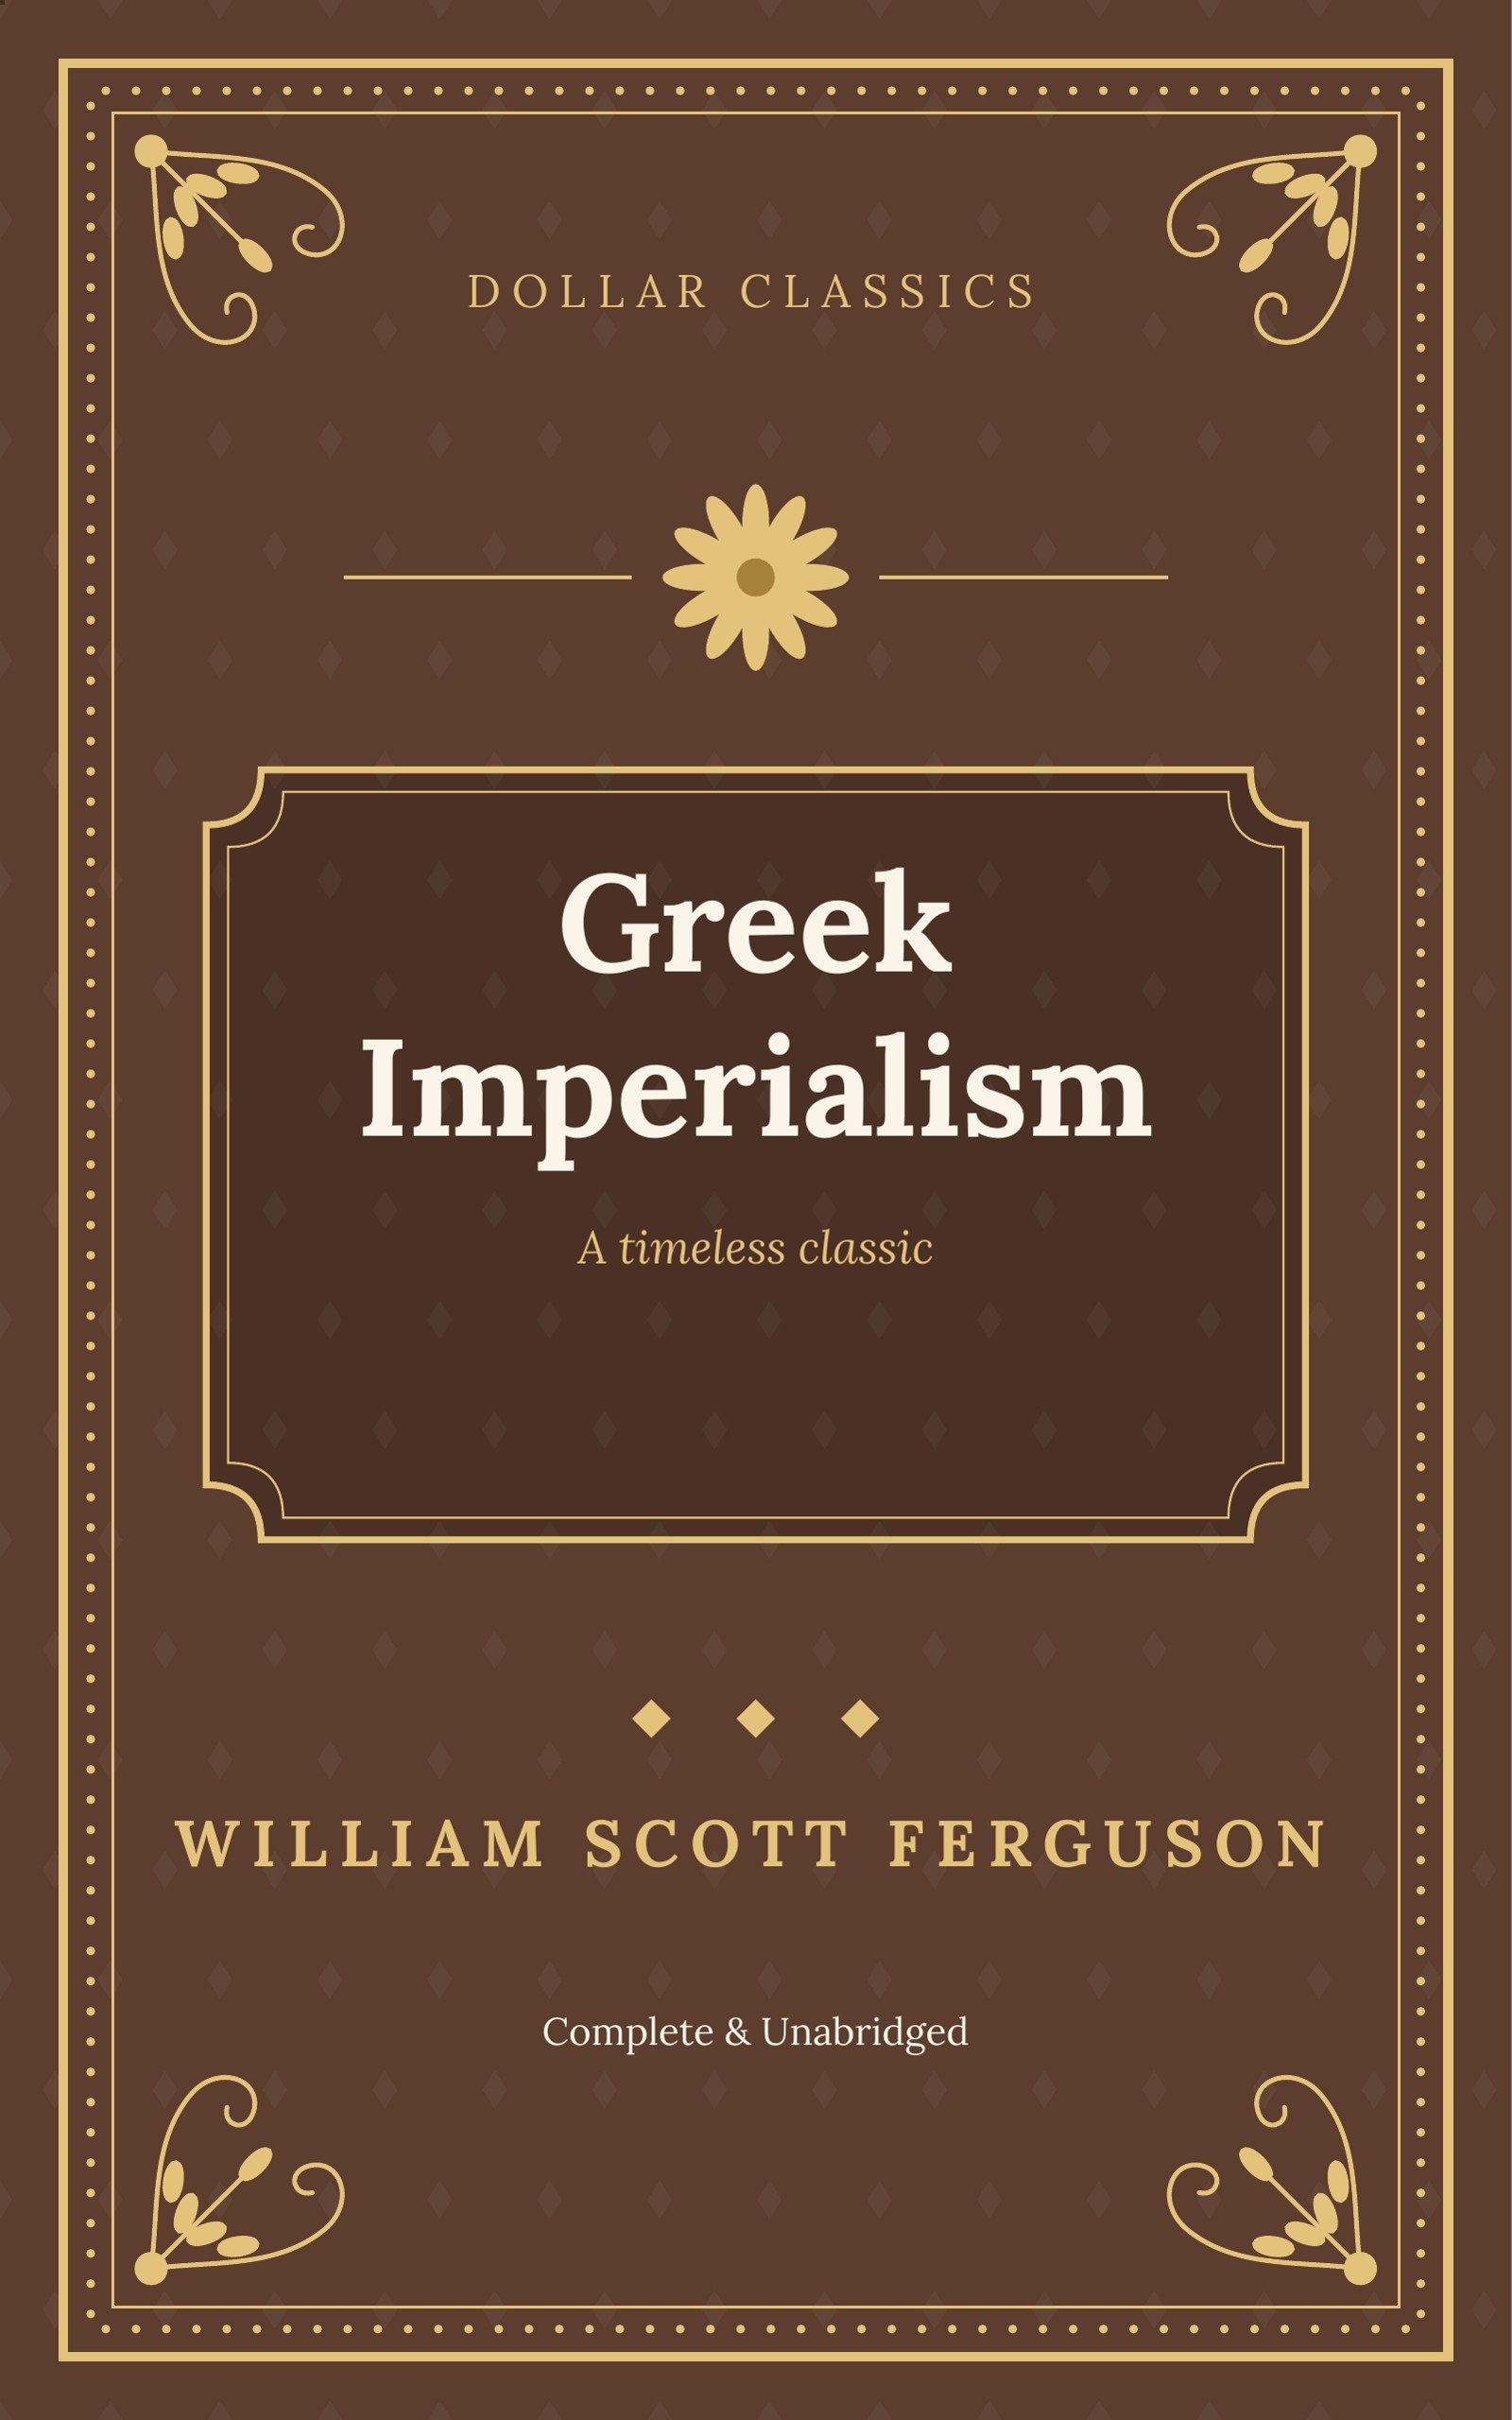 DOLLAR CLASSICS
Greek
Imperialism
A timeless classic
WILLIAM SCOTT FERGUSON
Complete & Unabridged